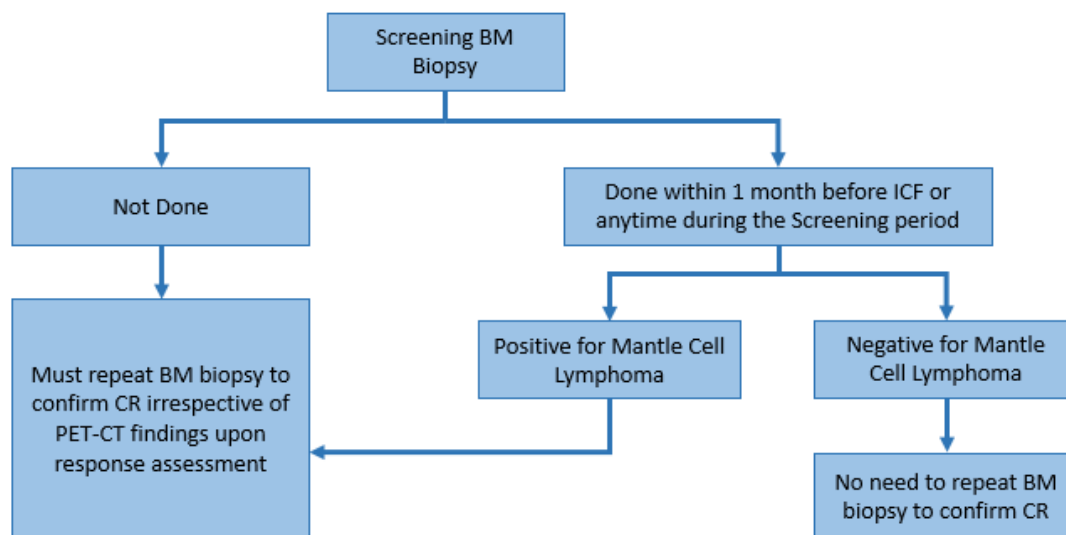 Screening BM
Biopsy
Not Done
Done within 1 month before ICF or
anytime during the Screening period
Must repeat BM biopsy to
confirm CR irrespective of
PET-CT findings upon
response assessment
Positive for Mantle Cell
Lymphoma
Negative for Mantle
Cell Lymphoma
No need to repeat BM
biopsy to confirm CR